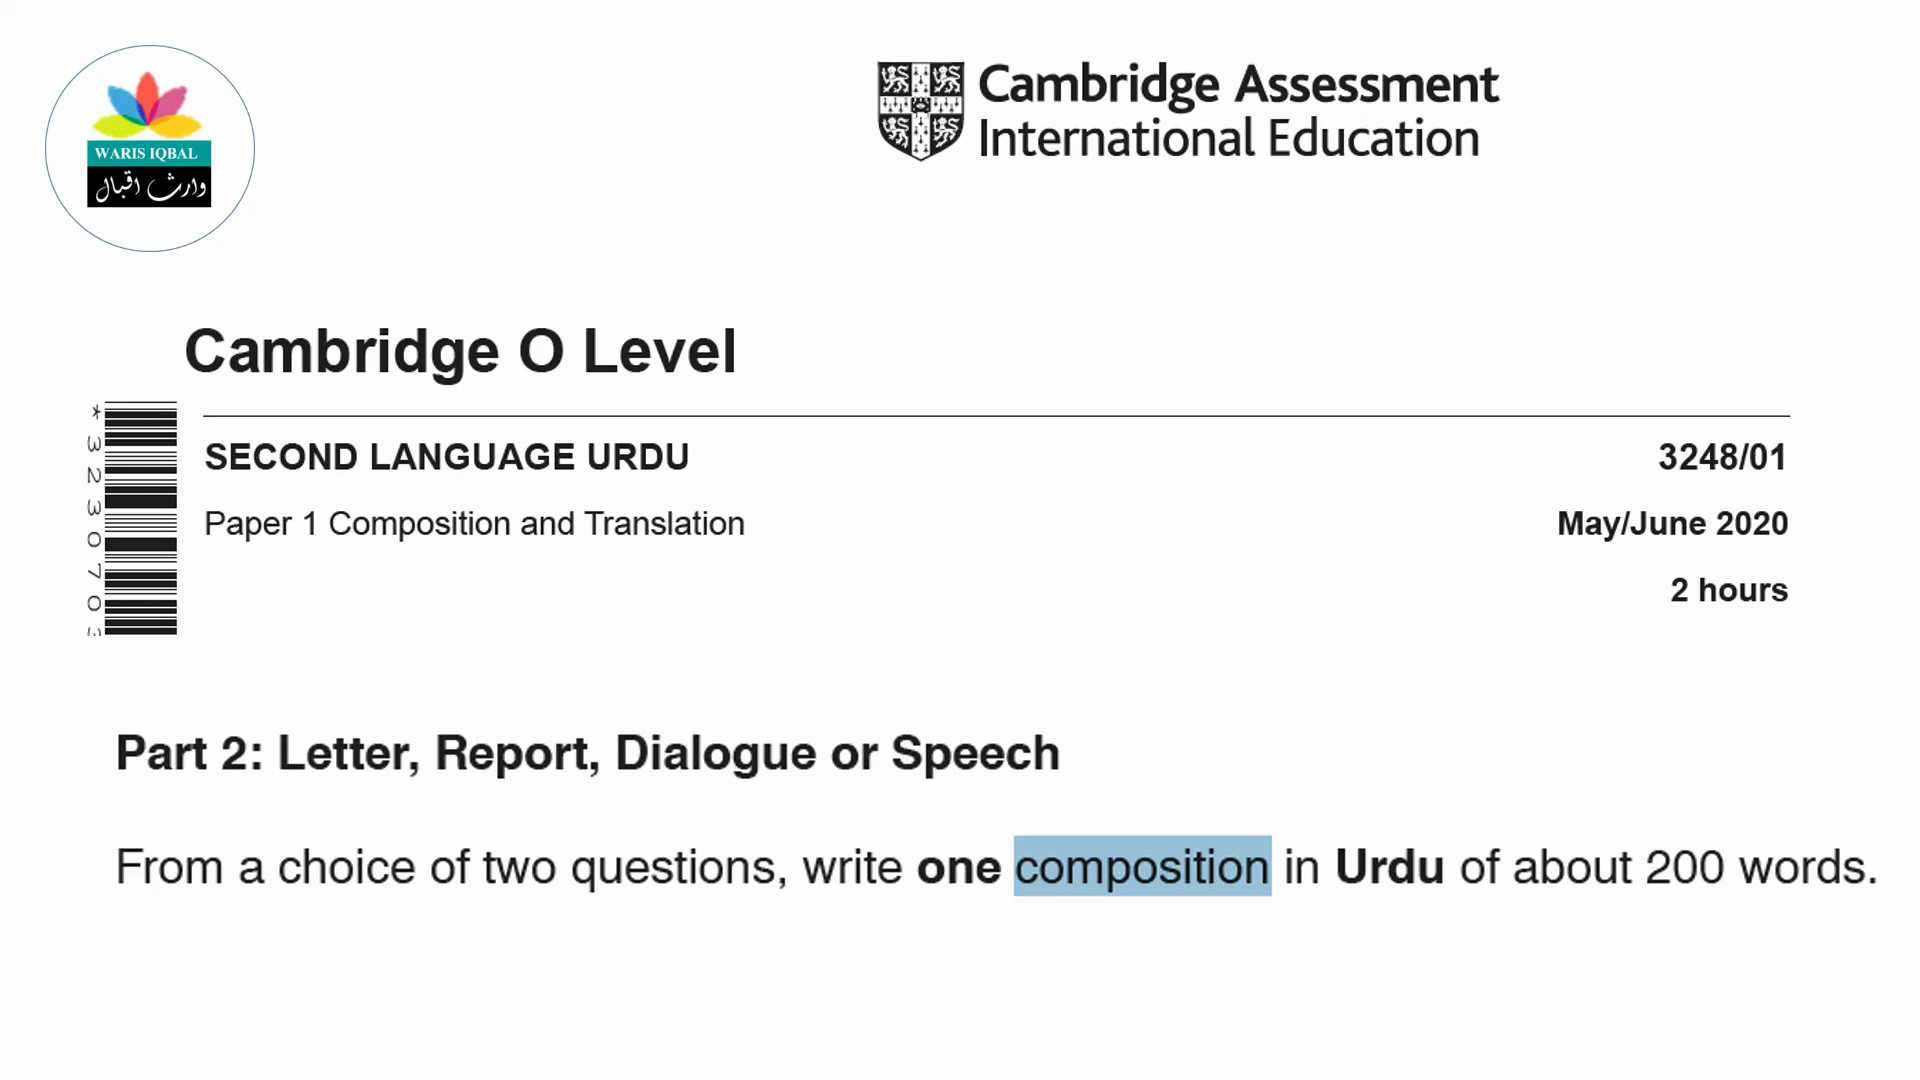 WARIS IQBAL
وارث اقبال
Cambridge Assessment
International Education
Cambridge O Level
SECOND LANGUAGE URDU 3248/01
Paper 1 Composition and Translation May/June 2020
2 hours
*3230703
Part 2: Letter, Report, Dialogue or Speech
From a choice of two questions, write one composition in Urdu of about 200 words.